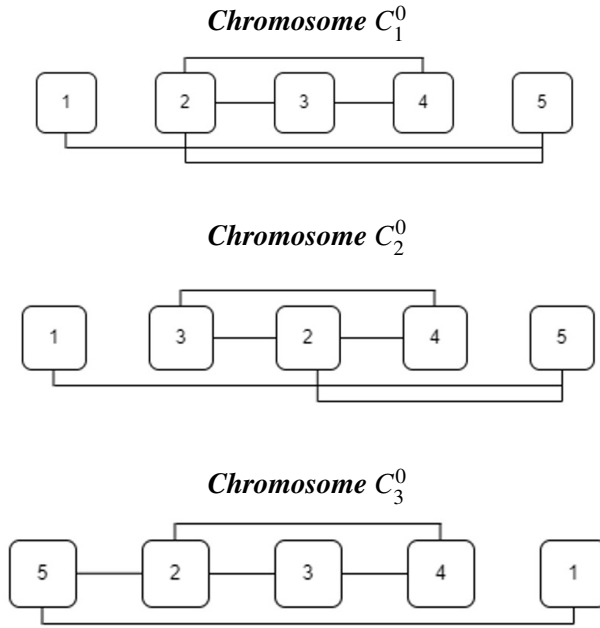 Chromosome C₁⁰
1 2 3 4 5
Chromosome C₂⁰
1 3 2 4 5
Chromosome C₃⁰
5 2 3 4 1